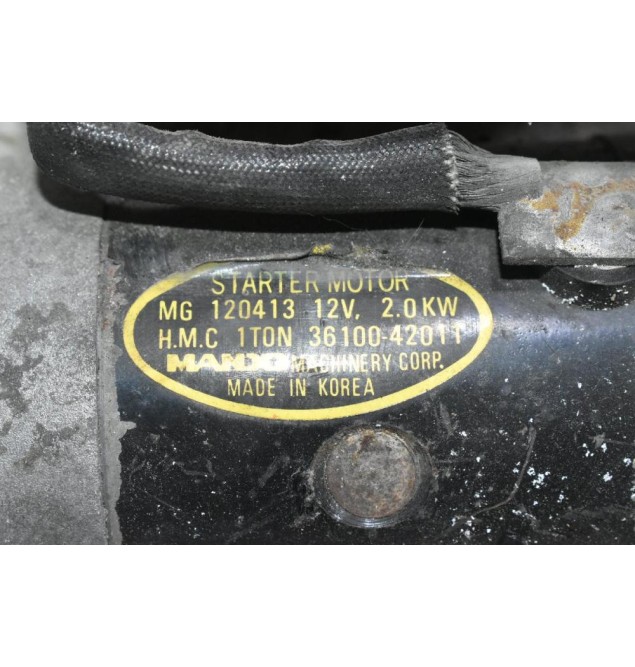 STARTER MOTOR
MG 120413 12V, 2.0KW
H.M.C 1TON 36100-42011
MANDO MACHINERY CORP.
MADE IN KOREA